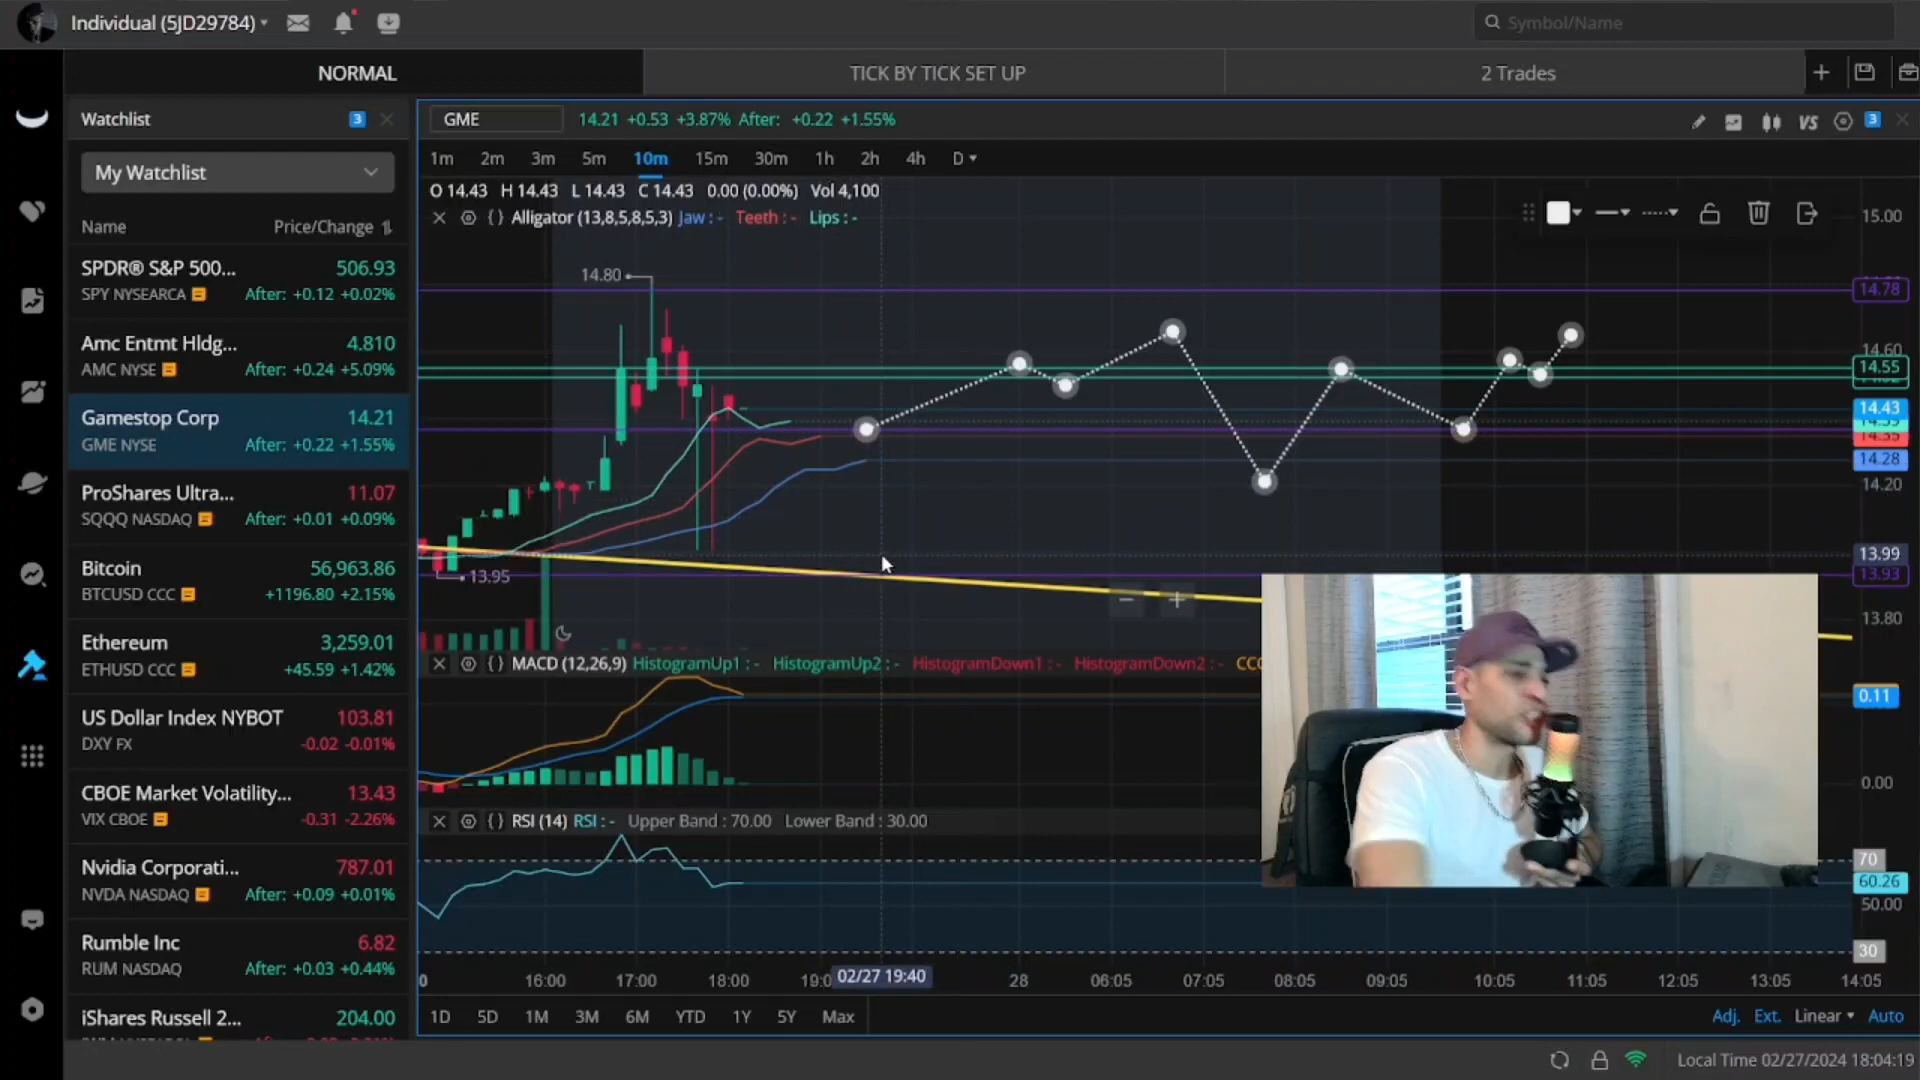 Individual (5JD29784)
Symbol/Name
NORMAL
TICK BY TICK SET UP
2 Trades
Watchlist
3
GME
14.21 +0.53 +3.87% After: +0.22 +1.55%
VS
3
My Watchlist
1m 2m 3m 5m 10m 15m 30m 1h 2h 4h D
O 14.43 H 14.43 L 14.43 C 14.43 0.00 (0.00%) Vol 4,100
Alligator (13,8,5,8,5,3) Jaw : - Teeth : - Lips : -
Name Price/Change
SPDR® S&P 500... 506.93
SPY NYSEARCA After: +0.12 +0.02%
Amc Entmt Hldg... 4.810
AMC NYSE After: +0.24 +5.09%
Gamestop Corp 14.21
GME NYSE After: +0.22 +1.55%
ProShares Ultra... 11.07
SQQQ NASDAQ After: +0.01 +0.09%
Bitcoin 56,963.86
BTCUSD CCC +1196.80 +2.15%
Ethereum 3,259.01
ETHUSD CCC +45.59 +1.42%
US Dollar Index NYBOT 103.81
DXY FX -0.02 -0.01%
CBOE Market Volatility... 13.43
VIX CBOE -0.31 -2.26%
Nvidia Corporati... 787.01
NVDA NASDAQ After: +0.09 +0.01%
Rumble Inc 6.82
RUM NASDAQ After: +0.03 +0.44%
iShares Russell 2... 204.00
14.80
13.95
15.00
14.78
14.60
14.55
14.43
14.35
14.28
14.20
13.99
13.93
13.80
MACD (12,26,9) HistogramUp1 : - HistogramUp2 : - HistogramDown1 : - HistogramDown2 : -
0.11
0.00
RSI (14) RSI : - Upper Band : 70.00 Lower Band : 30.00
70
60.26
50.00
30
0 16:00 17:00 18:00 19:0 02/27 19:40 28 06:05 07:05 08:05 09:05 10:05 11:05 12:05 13:05 14:05
1D 5D 1M 3M 6M YTD 1Y 5Y Max
Adj. Ext. Linear Auto
Local Time 02/27/2024 18:04:19